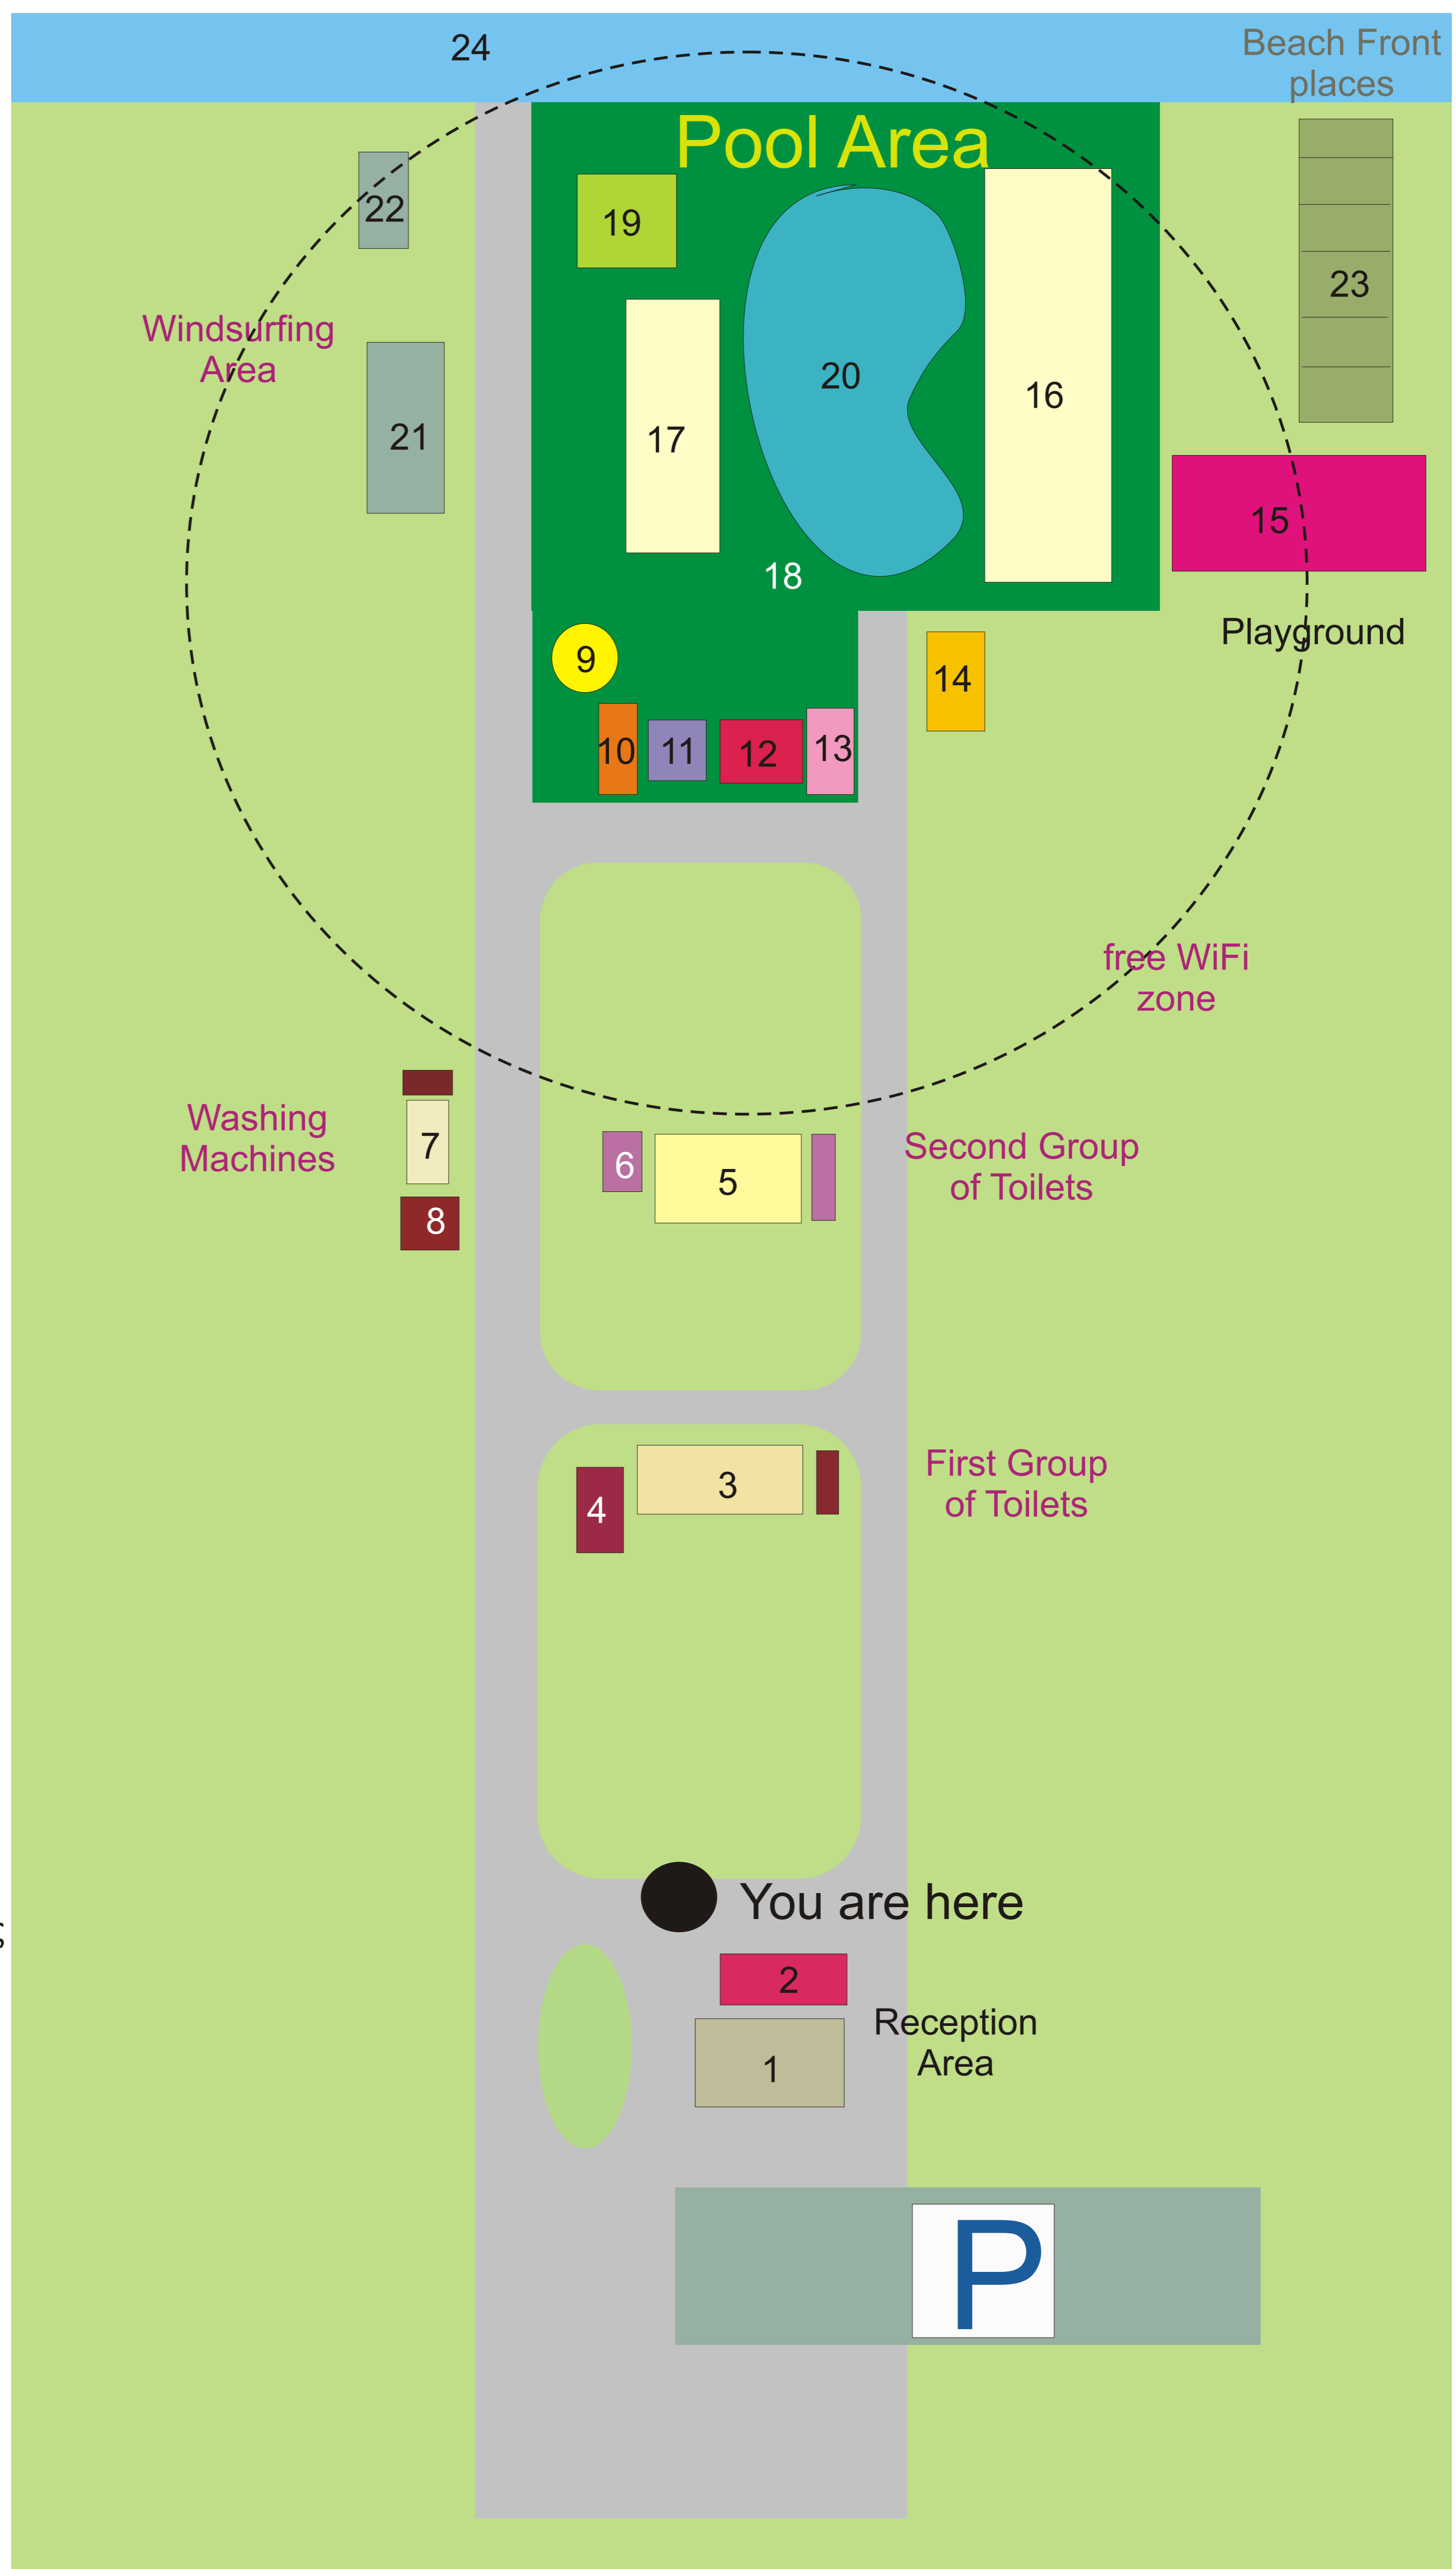 24
Beach Front
places
Pool Area
22
19
23
Windsurfing
Area
20
16
21
17
15
18
Playground
9
14
10
11
12
13
free WiFi
zone
Washing
Machines
7
6
5
Second Group
of Toilets
8
First Group
of Toilets
3
4
You are here
2
Reception
Area
1
P